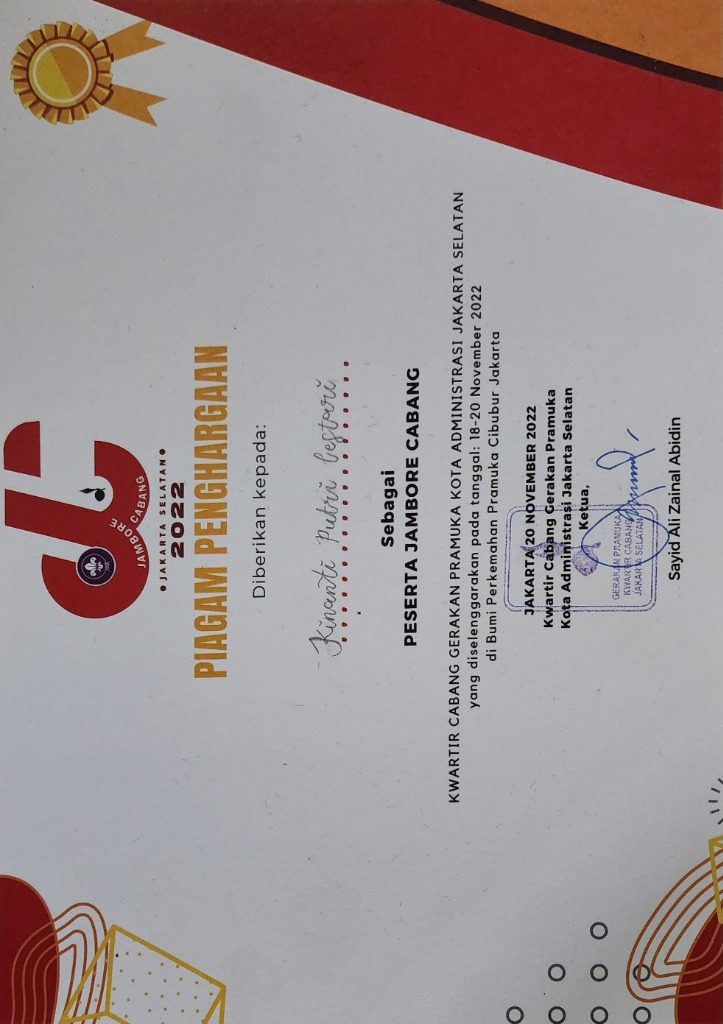 JAMBORE CABANG
JAKARTA SELATAN
2022
PIAGAM PENGHARGAAN
Diberikan kepada:
Kinanti Putri Lestari
Sebagai
PESERTA JAMBORE CABANG
KWARTIR CABANG GERAKAN PRAMUKA KOTA ADMINISTRASI JAKARTA SELATAN
yang diselenggarakan pada tanggal: 18-20 November 2022
di Bumi Perkemahan Pramuka Cibubur Jakarta
JAKARTA, 20 NOVEMBER 2022
Kwartir Cabang Gerakan Pramuka
Kota Administrasi Jakarta Selatan
Ketua,
GERAKAN PRAMUKA
KWARTIR CABANG
JAKARTA SELATAN
Sayid Ali Zainal Abidin